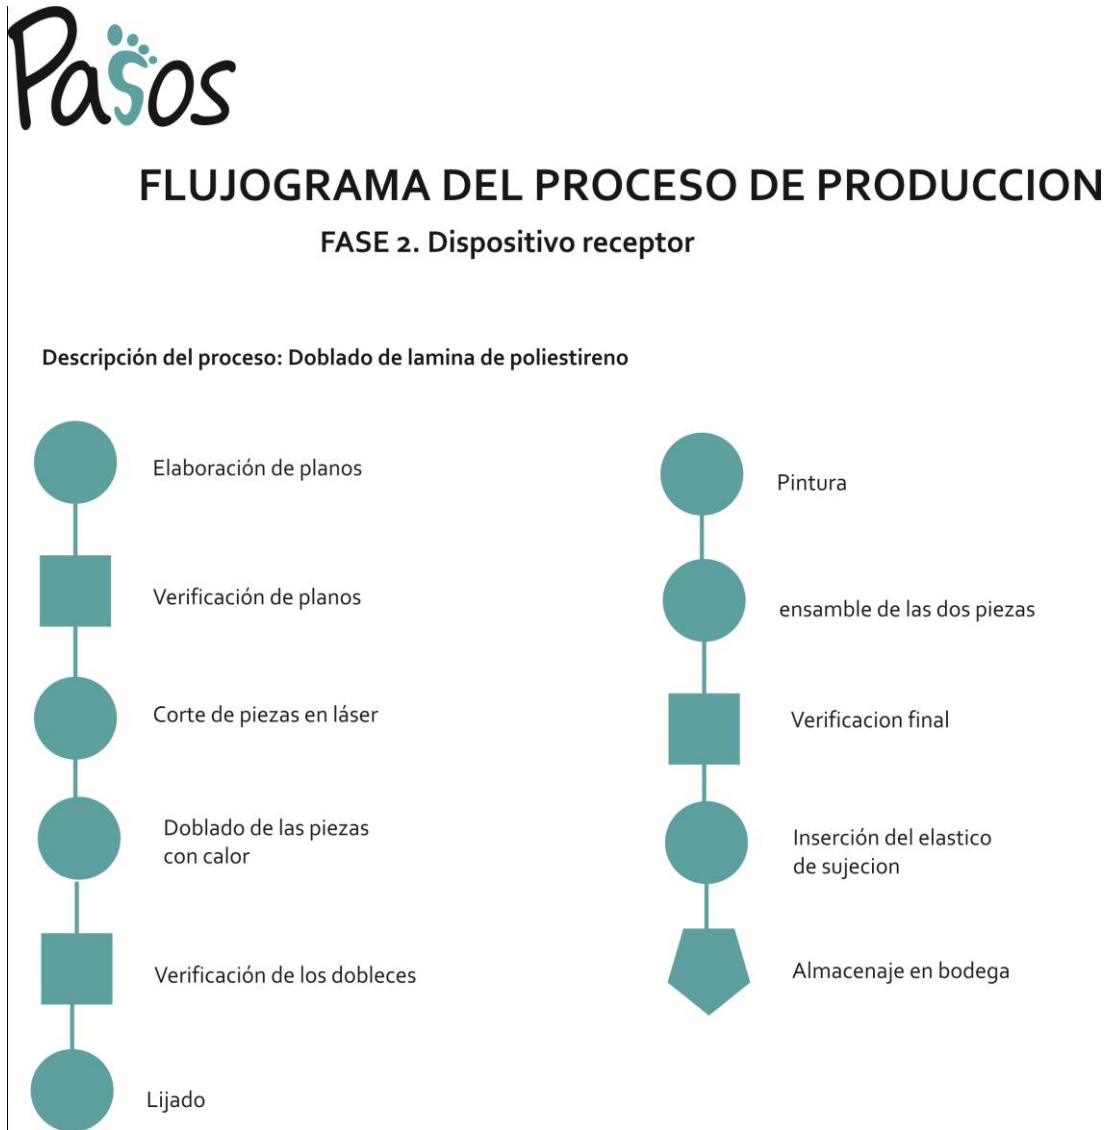 Pasos
FLUJOGRAMA DEL PROCESO DE PRODUCCION
FASE 2. Dispositivo receptor
Descripción del proceso: Doblado de lamina de poliestireno
Elaboración de planos
Verificación de planos
Corte de piezas en láser
Doblado de las piezas
con calor
Verificación de los dobleces
Lijado
Pintura
ensamble de las dos piezas
Verificacion final
Inserción del elastico
de sujecion
Almacenaje en bodega